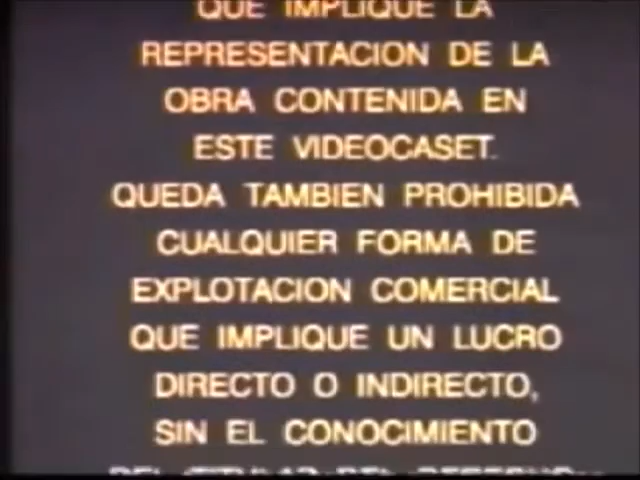 QUE IMPLIQUE LA
REPRESENTACION DE LA
OBRA CONTENIDA EN
ESTE VIDEOCASET.
QUEDA TAMBIEN PROHIBIDA
CUALQUIER FORMA DE
EXPLOTACION COMERCIAL
QUE IMPLIQUE UN LUCRO
DIRECTO O INDIRECTO,
SIN EL CONOCIMIENTO